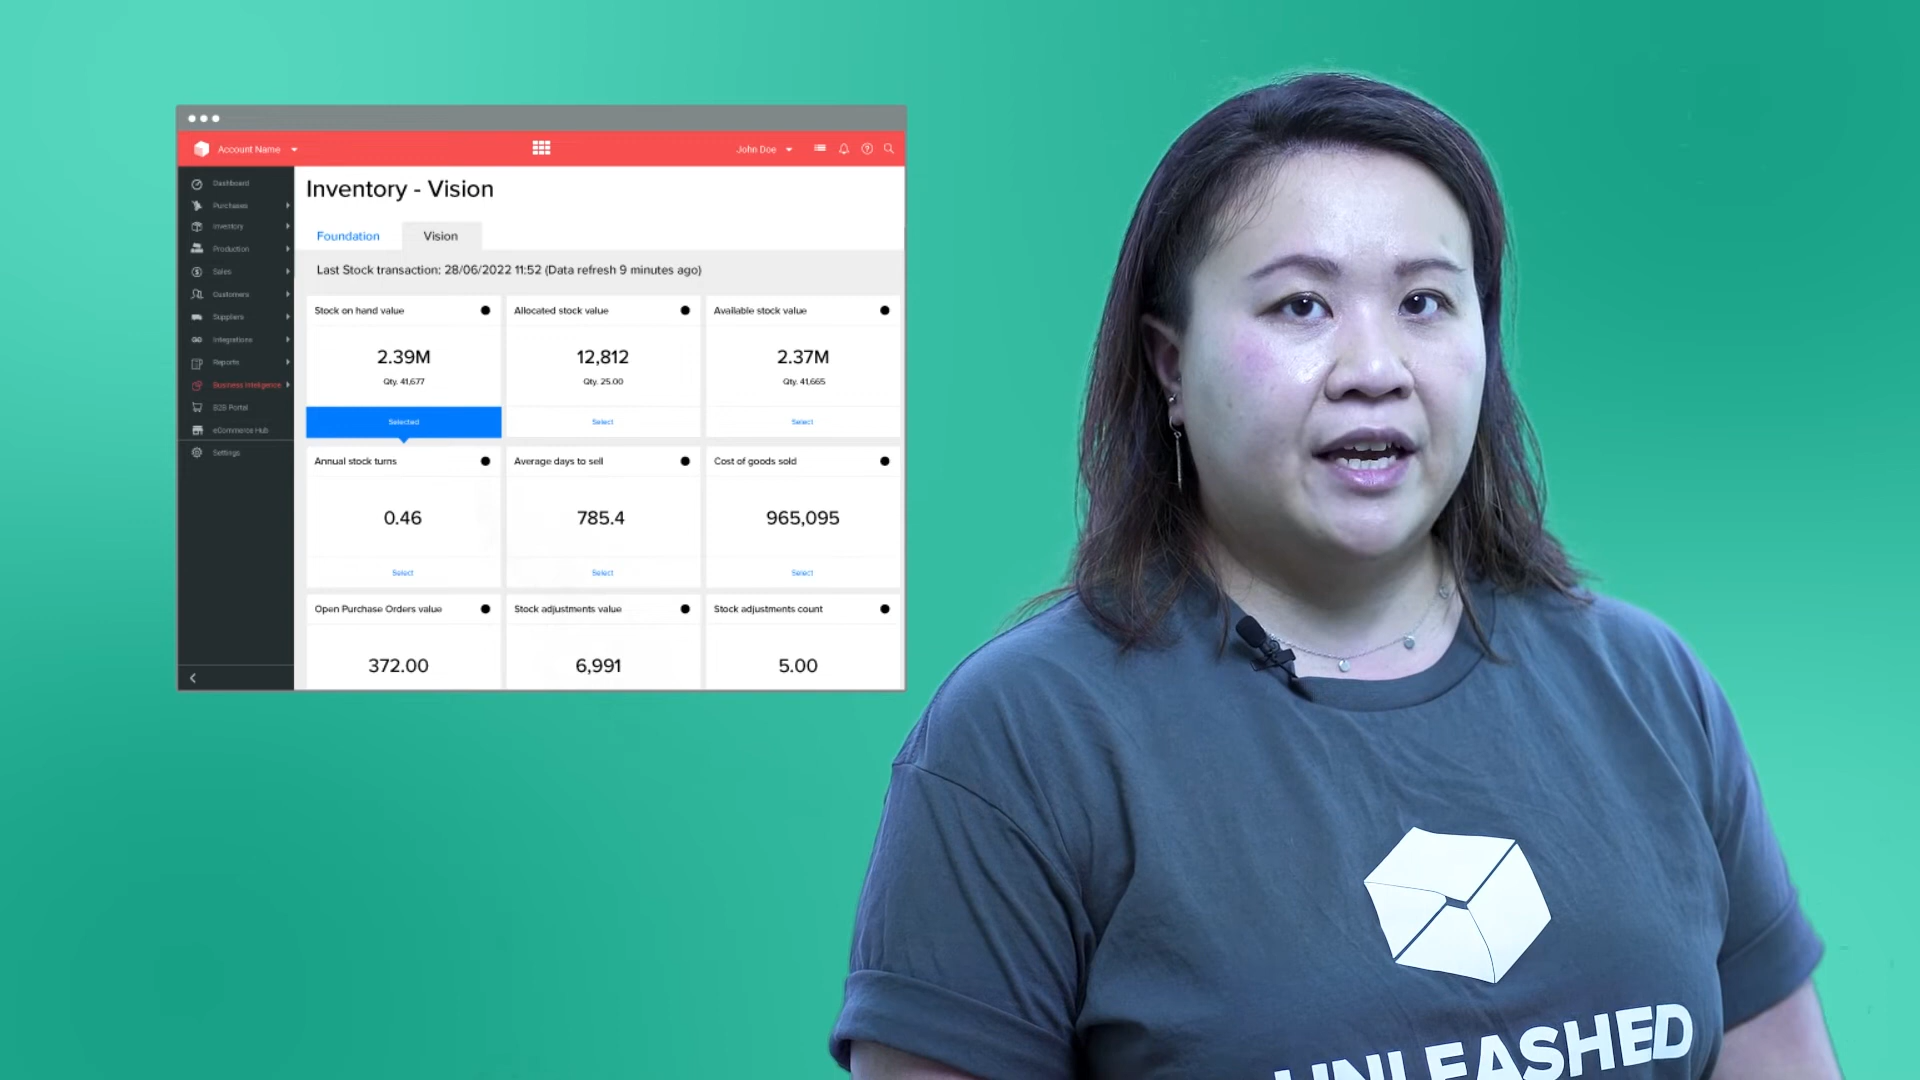 Account Name
John Doe
Dashboard
Purchases
Inventory
Production
Sales
Customers
Suppliers
Integrations
Reports
Business Intelligence
B2B Portal
eCommerce Hub
Settings
Inventory - Vision
Foundation
Vision
Last Stock transaction: 28/06/2022 11:52 (Data refresh 9 minutes ago)
Stock on hand value
Allocated stock value
Available stock value
2.39M
12,812
2.37M
Qty. 41,677
Qty. 25.00
Qty. 41,665
Selected
Select
Select
Annual stock turns
Average days to sell
Cost of goods sold
0.46
785.4
965,095
Select
Select
Select
Open Purchase Orders value
Stock adjustments value
Stock adjustments count
372.00
6,991
5.00
UNLEASHED